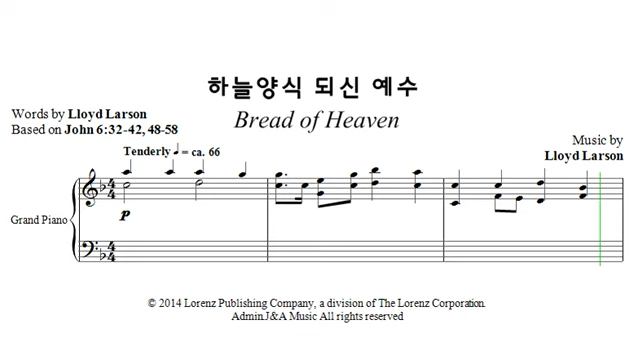 하늘양식 되신 예수
Bread of Heaven
Words by Lloyd Larson
Based on John 6:32-42, 48-58
Music by
Lloyd Larson
Tenderly ♩ = ca. 66
Grand Piano
p
© 2014 Lorenz Publishing Company, a division of The Lorenz Corporation.
Admin.J&A Music All rights reserved